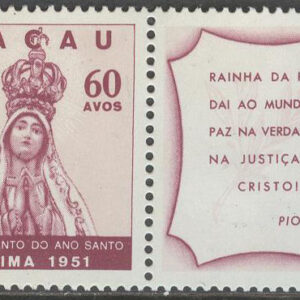 ACAU
60
AVOS
NTO DO ANO SANTO
IMA 1951
RAINHA DA
DAI AO MUND
PAZ NA VERDA
NA JUSTIÇA
CRISTO
PIO